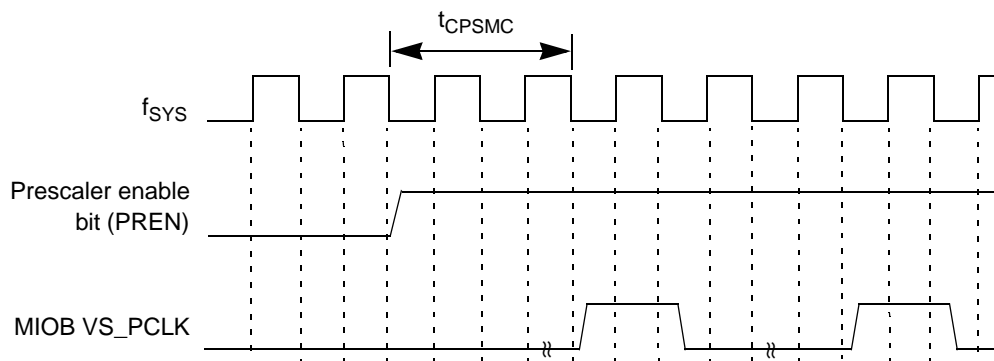 tCPSMC
fSYS
Prescaler enable
bit (PREN)
MIOB VS_PCLK